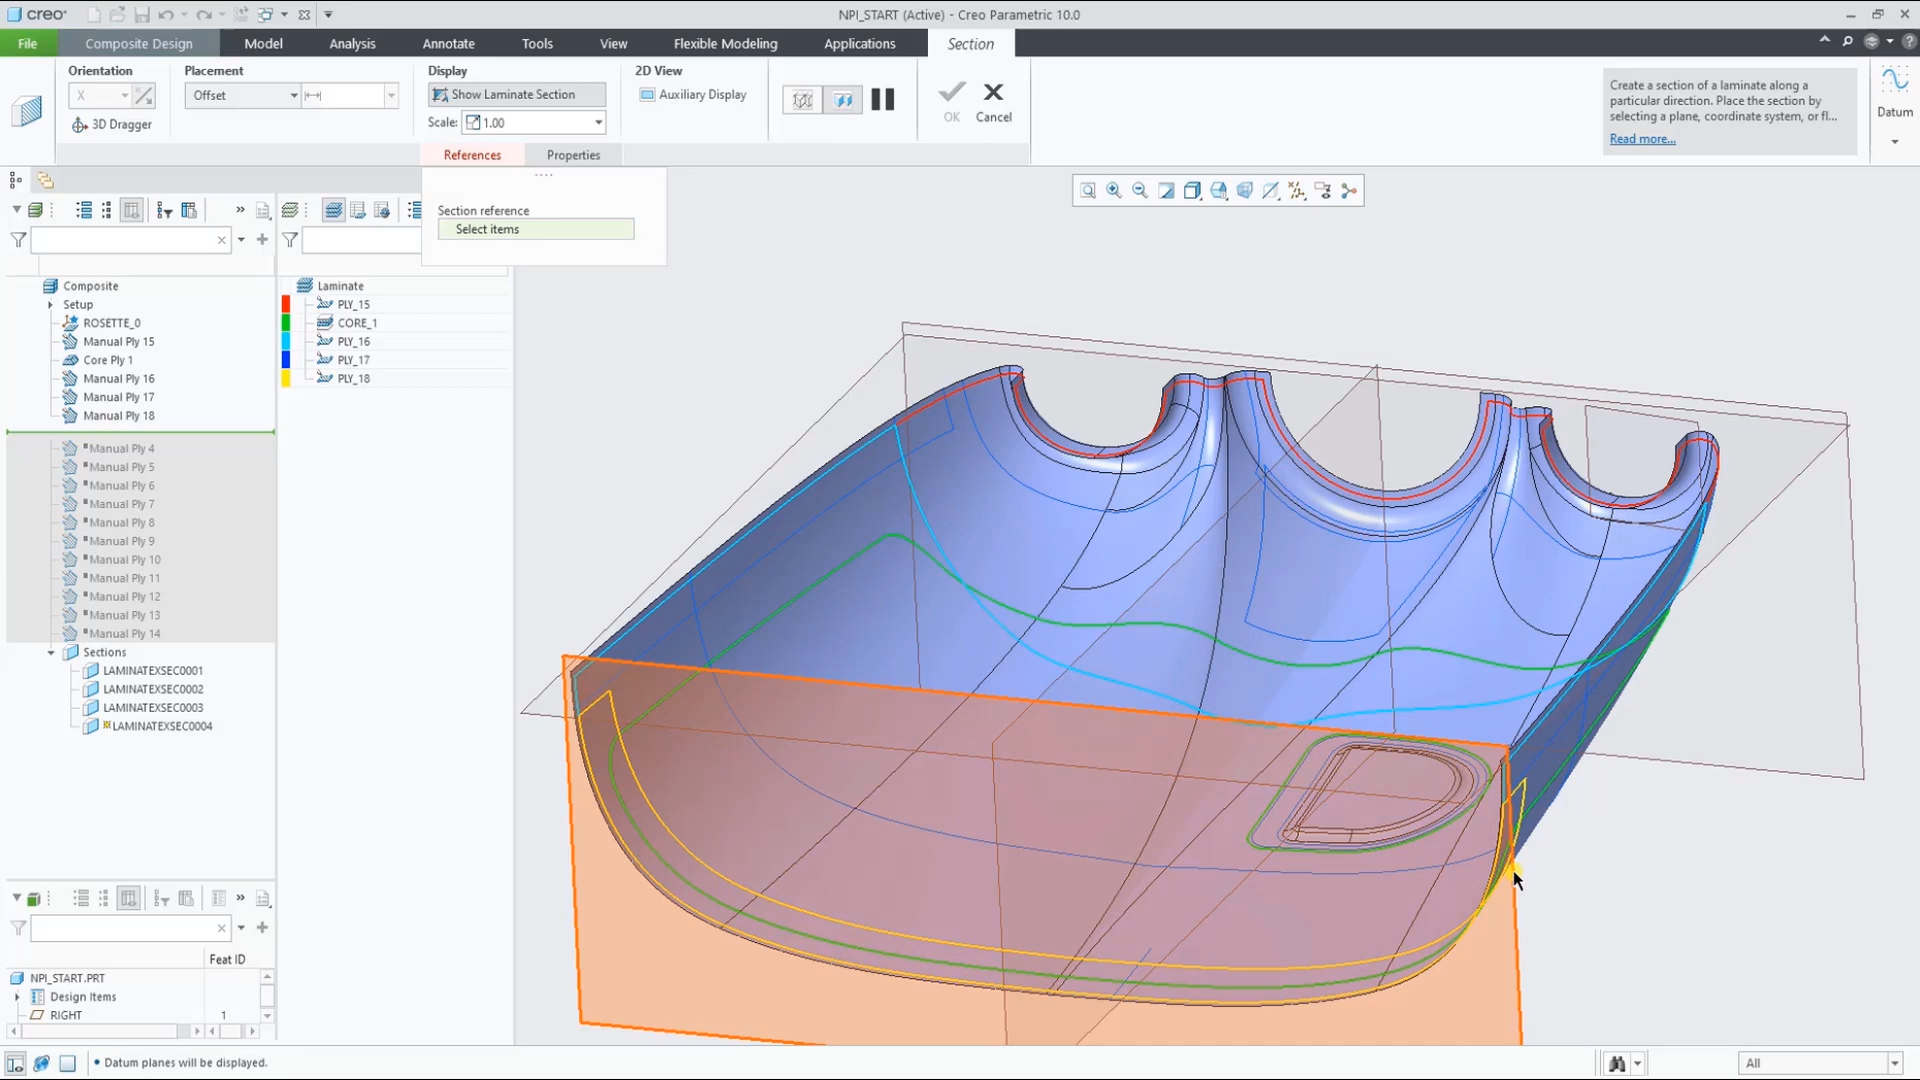 creo
NPI_START (Active) - Creo Parametric 10.0
File
Composite Design
Model
Analysis
Annotate
Tools
View
Flexible Modeling
Applications
Section
Orientation
X
3D Dragger
Placement
Offset
Display
Show Laminate Section
Scale:
1.00
2D View
Auxiliary Display
OK
Cancel
Create a section of a laminate along a
particular direction. Place the section by
selecting a plane, coordinate system, or fl...
Read more...
Datum
References
Properties
Section reference
Select items
Composite
Setup
ROSETTE_0
Manual Ply 15
Core Ply 1
Manual Ply 16
Manual Ply 17
Manual Ply 18
Manual Ply 4
Manual Ply 5
Manual Ply 6
Manual Ply 7
Manual Ply 8
Manual Ply 9
Manual Ply 10
Manual Ply 11
Manual Ply 12
Manual Ply 13
Manual Ply 14
Sections
LAMINATEXSEC0001
LAMINATEXSEC0002
LAMINATEXSEC0003
LAMINATEXSEC0004
Laminate
PLY_15
CORE_1
PLY_16
PLY_17
PLY_18
Feat ID
NPI_START.PRT
Design Items
RIGHT 1
• Datum planes will be displayed.
All